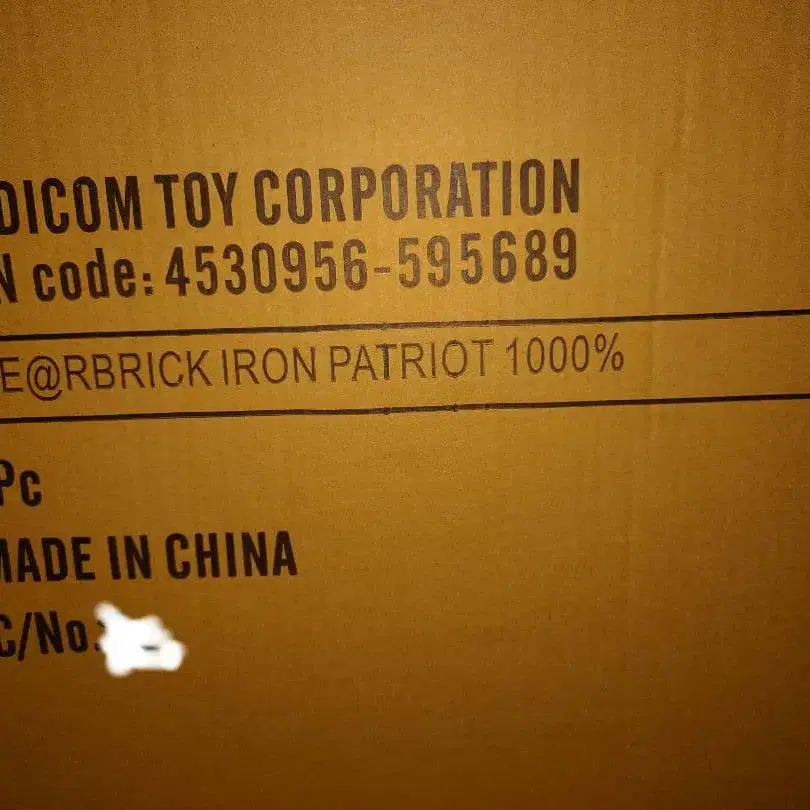 DICOM TOY CORPORATION
N code: 4530956-595689
E@RBRICK IRON PATRIOT 1000%
Pc
MADE IN CHINA
C/No.: